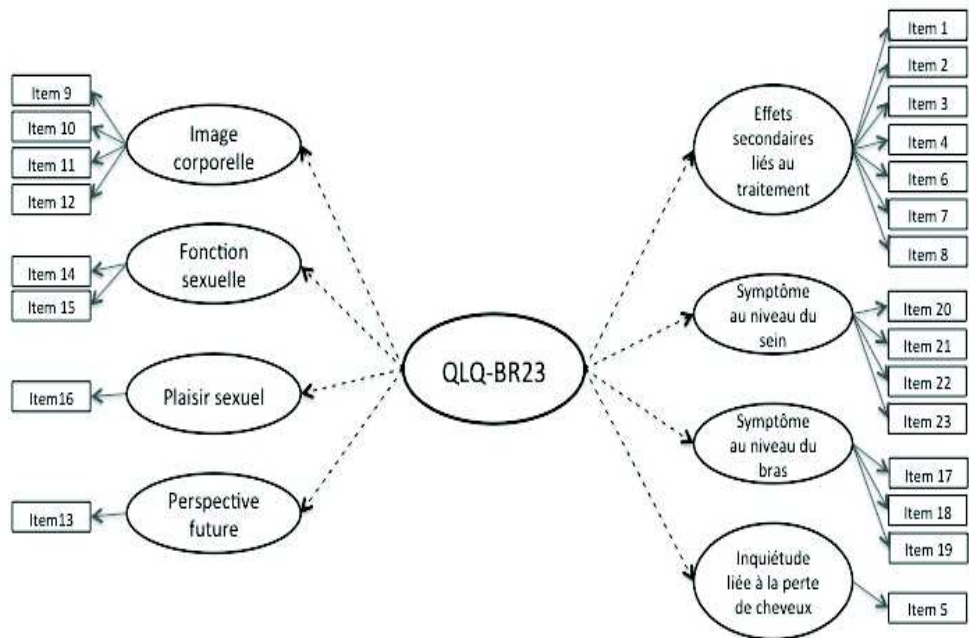 Item 9
Item 10
Item 11
Item 12
Image
corporelle
Item 14
Item 15
Fonction
sexuelle
Item16
Plaisir sexuel
Item13
Perspective
future
QLQ-BR23
Effets
secondaires
liés au
traitement
Item 1
Item 2
Item 3
Item 4
Item 6
Item 7
Item 8
Symptôme
au niveau du
sein
Item 20
Item 21
Item 22
Item 23
Symptôme
au niveau du
bras
Item 17
Item 18
Item 19
Inquiétude
liée à la perte
de cheveux
Item 5